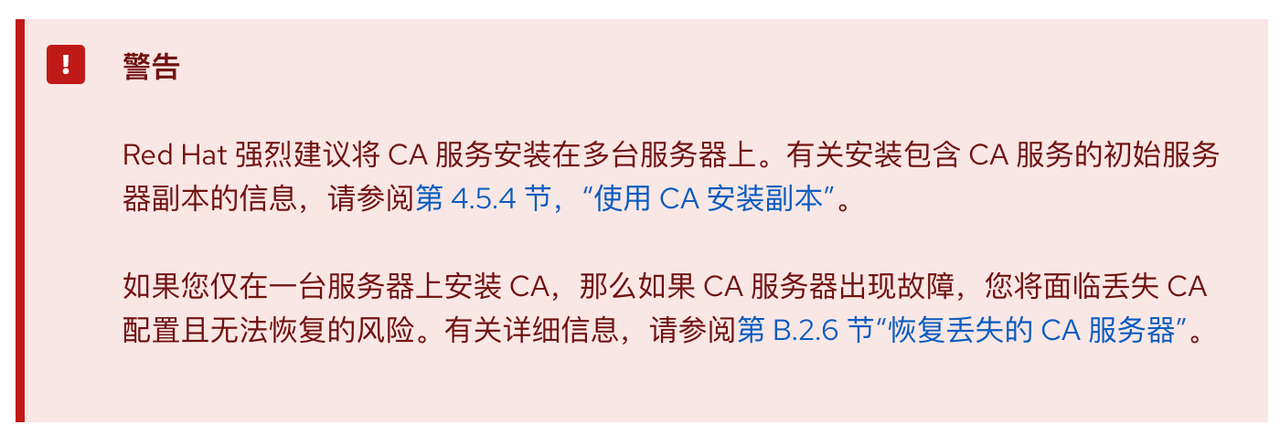 警告
Red Hat 强烈建议将 CA 服务安装在多台服务器上。有关安装包含 CA 服务的初始服务
器副本的信息，请参阅第 4.5.4 节，“使用 CA 安装副本”。
如果您仅在一台服务器上安装 CA，那么如果 CA 服务器出现故障，您将面临丢失 CA
配置且无法恢复的风险。有关详细信息，请参阅第 B.2.6 节“恢复丢失的 CA 服务器”。